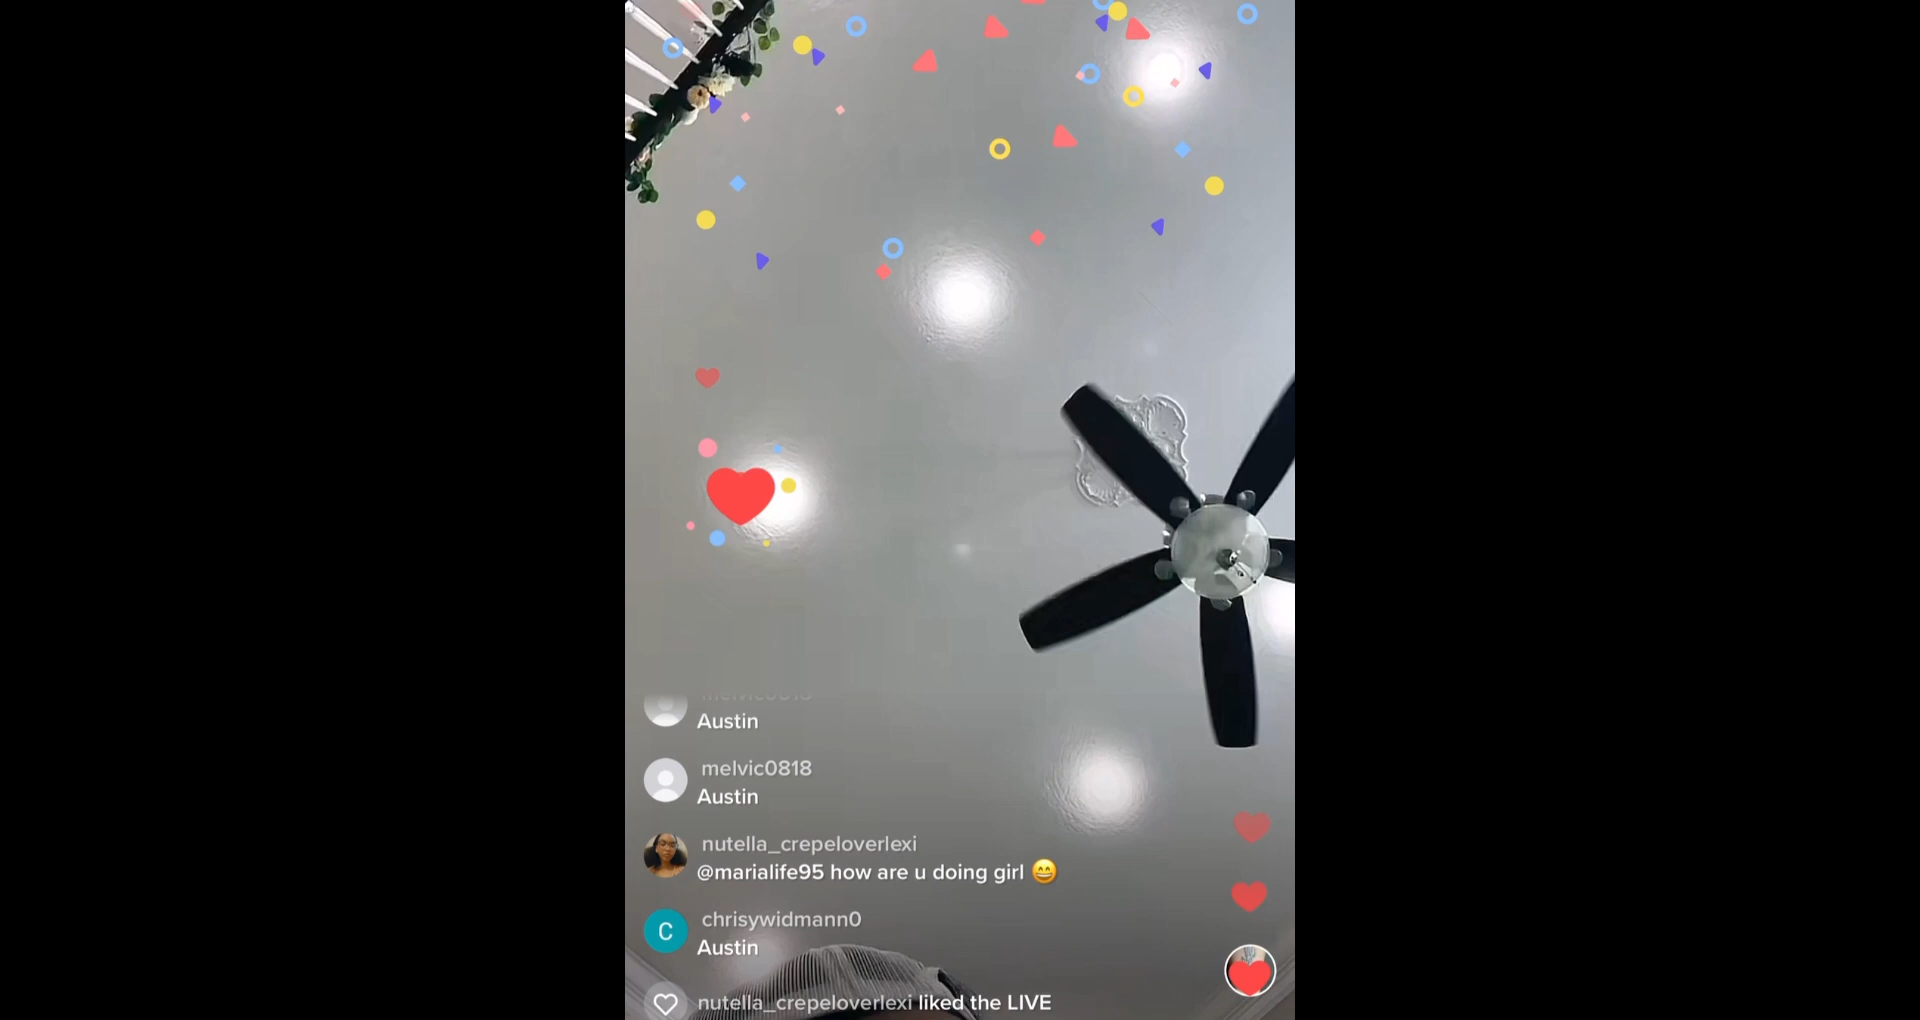 Austin
melvic0818
Austin
nutella_crepeloverlexi
@marialife95 how are u doing girl 😄
C
chrisywidmann0
Austin
nutella_crepeloverlexi liked the LIVE